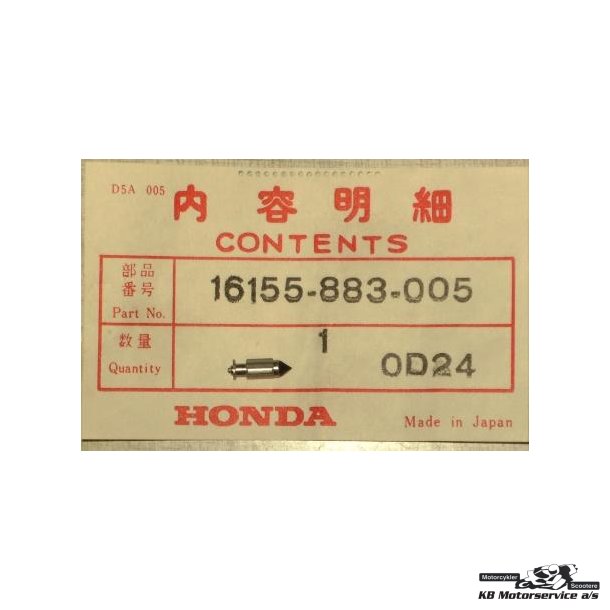 D5A 005
内容明細
CONTENTS
部品
番号
Part No.
16155-883-005
数量
Quantity
1
0D24
HONDA
Made in Japan
Motorcykler
Scootere
KB Motorservice a/s